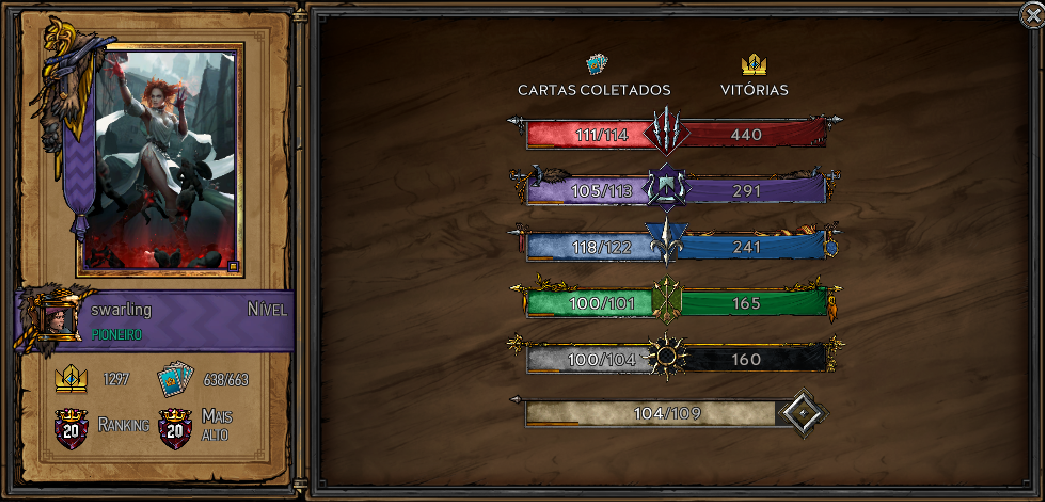 swarling
NÍVEL
PIONEIRO
1297
638/663
20
RANKING
20
MAIS
ALTO
CARTAS COLETADOS
VITÓRIAS
111/114
440
105/113
291
118/122
241
100/101
165
100/104
160
104/109